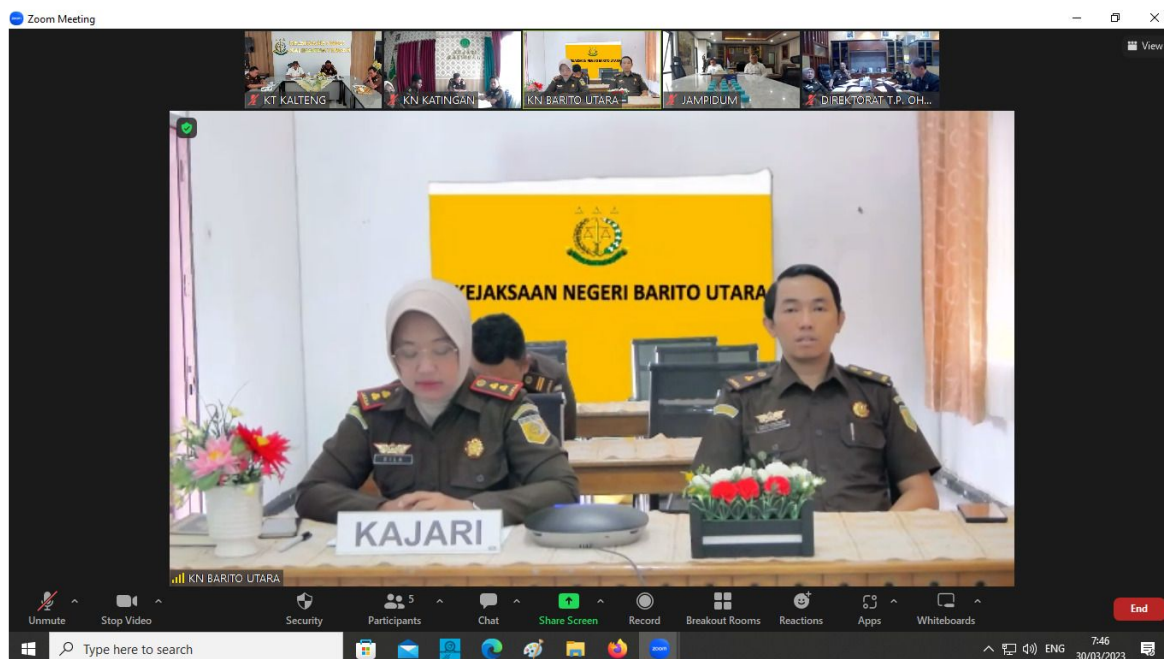 Zoom Meeting
View
KT KALTENG
KN KATINGAN
KN BARITO UTARA
JAMPIDUM
DIREKTORAT T.P. OH...
KEJAKSAAN NEGERI BARITO UTARA
KAJARI
KN BARITO UTARA
Unmute
Stop Video
Security
5
Participants
Chat
Share Screen
Record
Breakout Rooms
Reactions
Apps
Whiteboards
End
Type here to search
zoom
ENG
7:46
30/03/2023